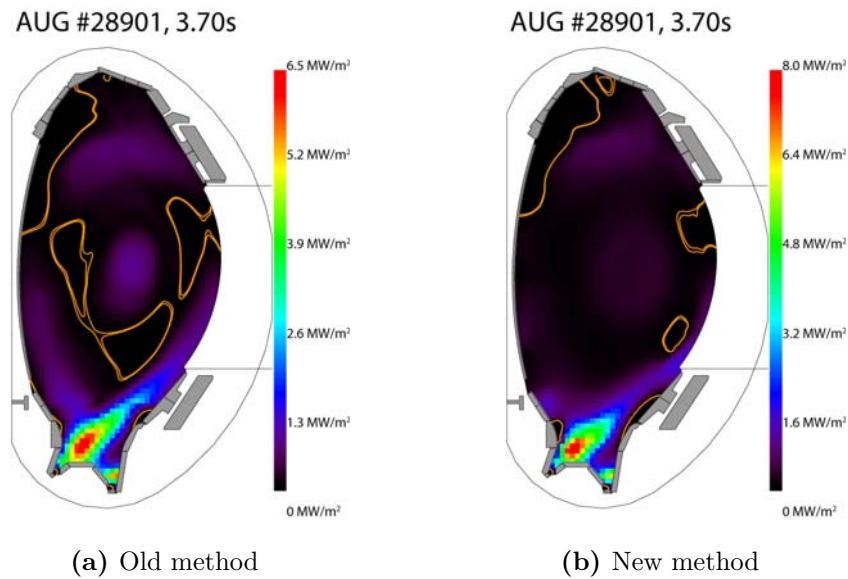 AUG #28901, 3.70s
6.5 MW/m²
5.2 MW/m²
3.9 MW/m²
2.6 MW/m²
1.3 MW/m²
0 MW/m²
(a) Old method
AUG #28901, 3.70s
8.0 MW/m²
6.4 MW/m²
4.8 MW/m²
3.2 MW/m²
1.6 MW/m²
0 MW/m²
(b) New method